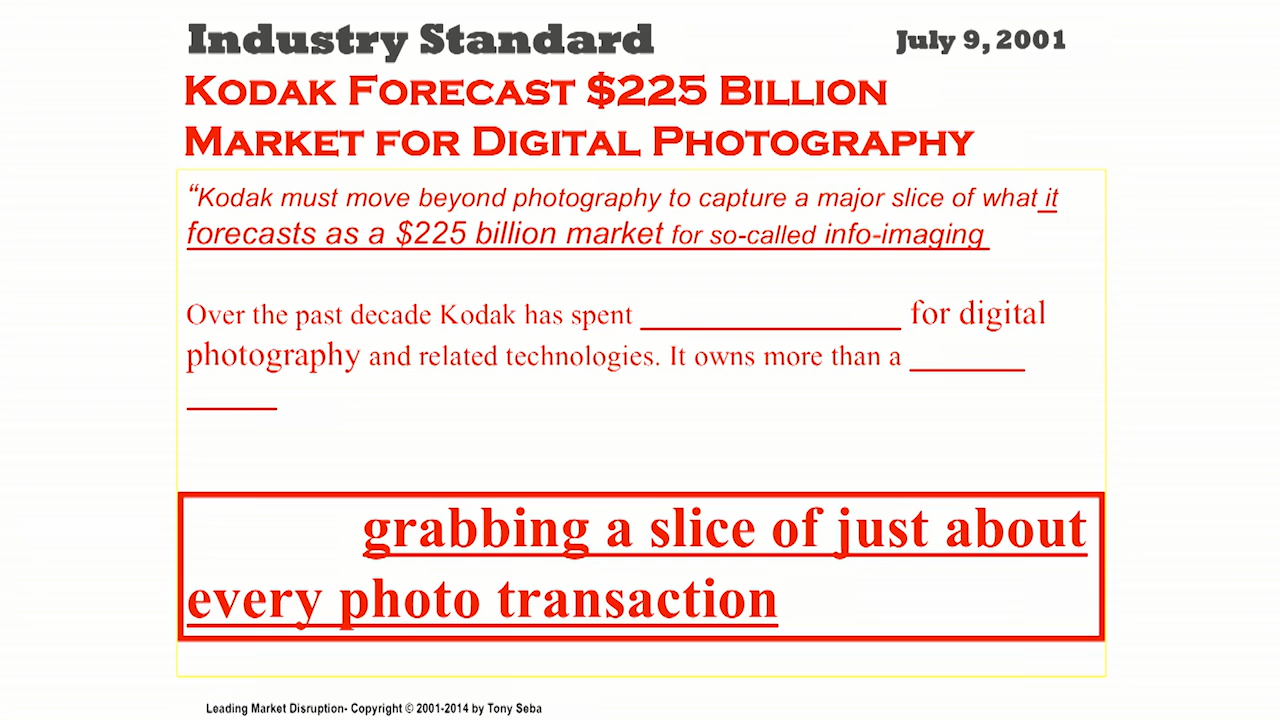 Industry Standard July 9, 2001
KODAK FORECAST $225 BILLION
MARKET FOR DIGITAL PHOTOGRAPHY
“Kodak must move beyond photography to capture a major slice of what it
forecasts as a $225 billion market for so-called info-imaging
Over the past decade Kodak has spent for digital
photography and related technologies. It owns more than a
grabbing a slice of just about
every photo transaction
Leading Market Disruption- Copyright © 2001-2014 by Tony Seba